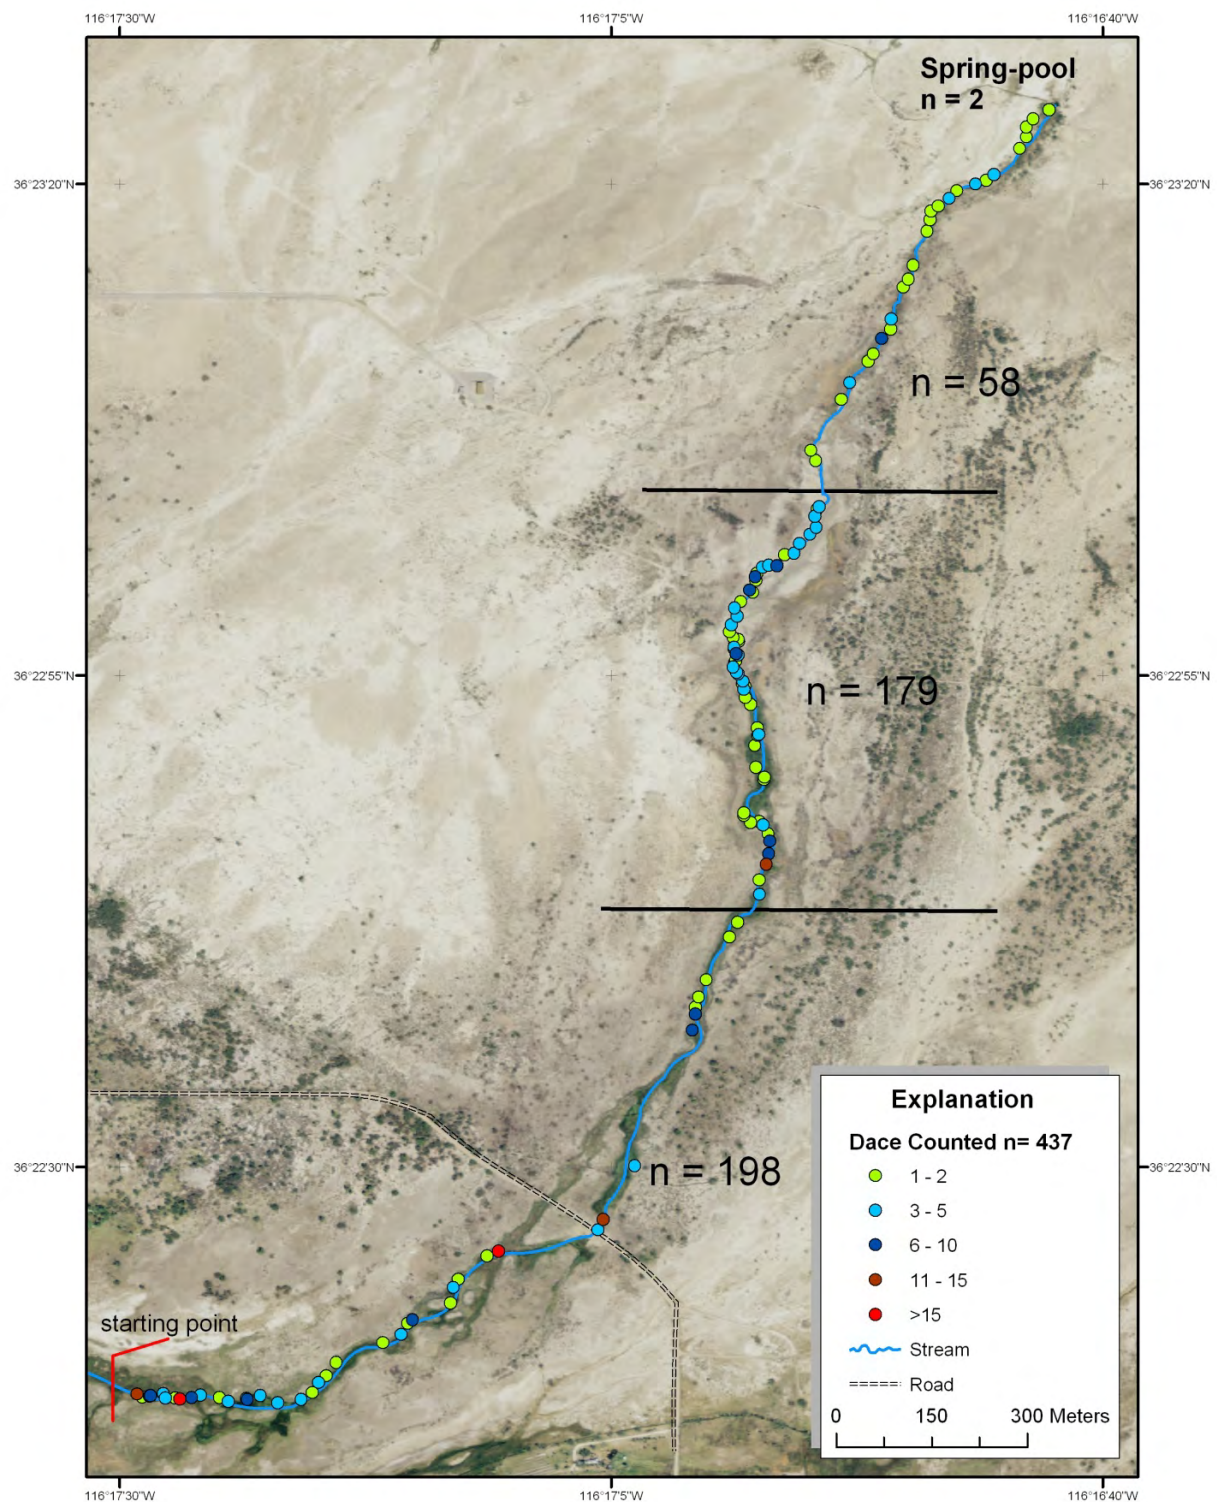 116°17'30"W
116°17'5"W
116°16'40"W
Spring-pool
n = 2
36°23'20"N
36°23'20"N
n = 58
36°22'55"N
36°22'55"N
n = 179
36°22'30"N
36°22'30"N
n = 198
starting point
Explanation
Dace Counted n= 437
1 - 2
3 - 5
6 - 10
11 - 15
>15
Stream
Road
0 150 300 Meters
116°17'30"W
116°17'5"W
116°16'40"W